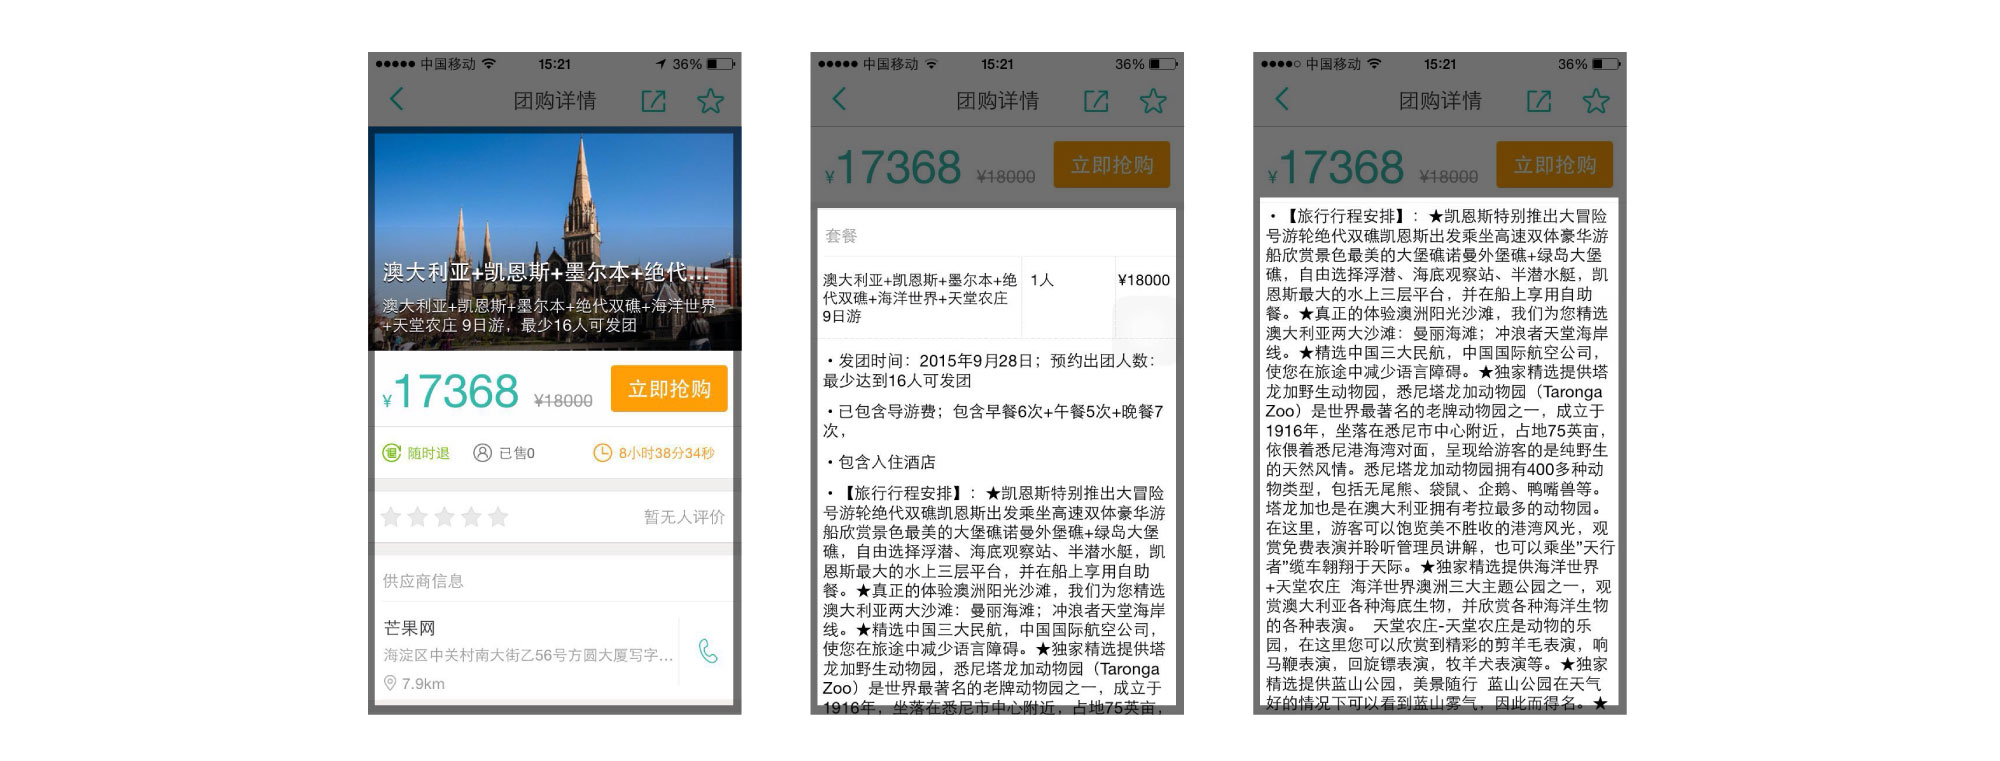 中国移动 15:21 36%
团购详情
澳大利亚+凯恩斯+墨尔本+绝代...
澳大利亚+凯恩斯+墨尔本+绝代双礁+海洋世界
+天堂农庄 9日游，最少16人可发团
¥17368 ¥18000 立即抢购
随时退 已售0 8小时38分34秒
暂无人评价
供应商信息
芒果网
海淀区中关村南大街乙56号方圆大厦写字...
7.9km
中国移动 15:21 36%
团购详情
¥17368 ¥18000 立即抢购
套餐
澳大利亚+凯恩斯+墨尔本+绝 1人 ¥18000
代双礁+海洋世界+天堂农庄
9日游
・发团时间：2015年9月28日；预约出团人数：
最少达到16人可发团
・已包含导游费；包含早餐6次+午餐5次+晚餐7
次，
・包含入住酒店
・【旅行行程安排】：★凯恩斯特别推出大冒险
号游轮绝代双礁凯恩斯出发乘坐高速双体豪华游
船欣赏景色最美的大堡礁诺曼外堡礁+绿岛大堡
礁，自由选择浮潜、海底观察站、半潜水艇，凯
恩斯最大的水上三层平台，并在船上享用自助
餐。★真正的体验澳洲阳光沙滩，我们为您精选
澳大利亚两大沙滩：曼丽海滩；冲浪者天堂海岸
线。★精选中国三大民航，中国国际航空公司，
使您在旅途中减少语言障碍。★独家精选提供塔
龙加野生动物园，悉尼塔龙加动物园（Taronga
Zoo）是世界最著名的老牌动物园之一，成立于
1916年，坐落在悉尼市中心附近，占地75英亩，
中国移动 15:21 36%
团购详情
¥17368 ¥18000 立即抢购
・【旅行行程安排】：★凯恩斯特别推出大冒险
号游轮绝代双礁凯恩斯出发乘坐高速双体豪华游
船欣赏景色最美的大堡礁诺曼外堡礁+绿岛大堡
礁，自由选择浮潜、海底观察站、半潜水艇，凯
恩斯最大的水上三层平台，并在船上享用自助
餐。★真正的体验澳洲阳光沙滩，我们为您精选
澳大利亚两大沙滩：曼丽海滩；冲浪者天堂海岸
线。★精选中国三大民航，中国国际航空公司，
使您在旅途中减少语言障碍。★独家精选提供塔
龙加野生动物园，悉尼塔龙加动物园（Taronga
Zoo）是世界最著名的老牌动物园之一，成立于
1916年，坐落在悉尼市中心附近，占地75英亩，
依偎着悉尼港海湾对面，呈现给游客的是纯野生
的天然风情。悉尼塔龙加动物园拥有400多种动
物类型，包括无尾熊、袋鼠、企鹅、鸭嘴兽等。
塔龙加也是在澳大利亚拥有考拉最多的动物园。
在这里，游客可以饱览美不胜收的港湾风光，观
赏免费表演并聆听管理员讲解，也可以乘坐”天行
者”缆车翱翔于天际。★独家精选提供海洋世界
+天堂农庄 海洋世界澳洲三大主题公园之一，观
赏澳大利亚各种海底生物，并欣赏各种海洋生物
的各种表演。 天堂农庄-天堂农庄是动物的乐
园，在这里您可以欣赏到精彩的剪羊毛表演，响
马鞭表演，回旋镖表演，牧羊犬表演等。★独家
精选提供蓝山公园，美景随行 蓝山公园在天气
好的情况下可以看到蓝山雾气，因此而得名。★